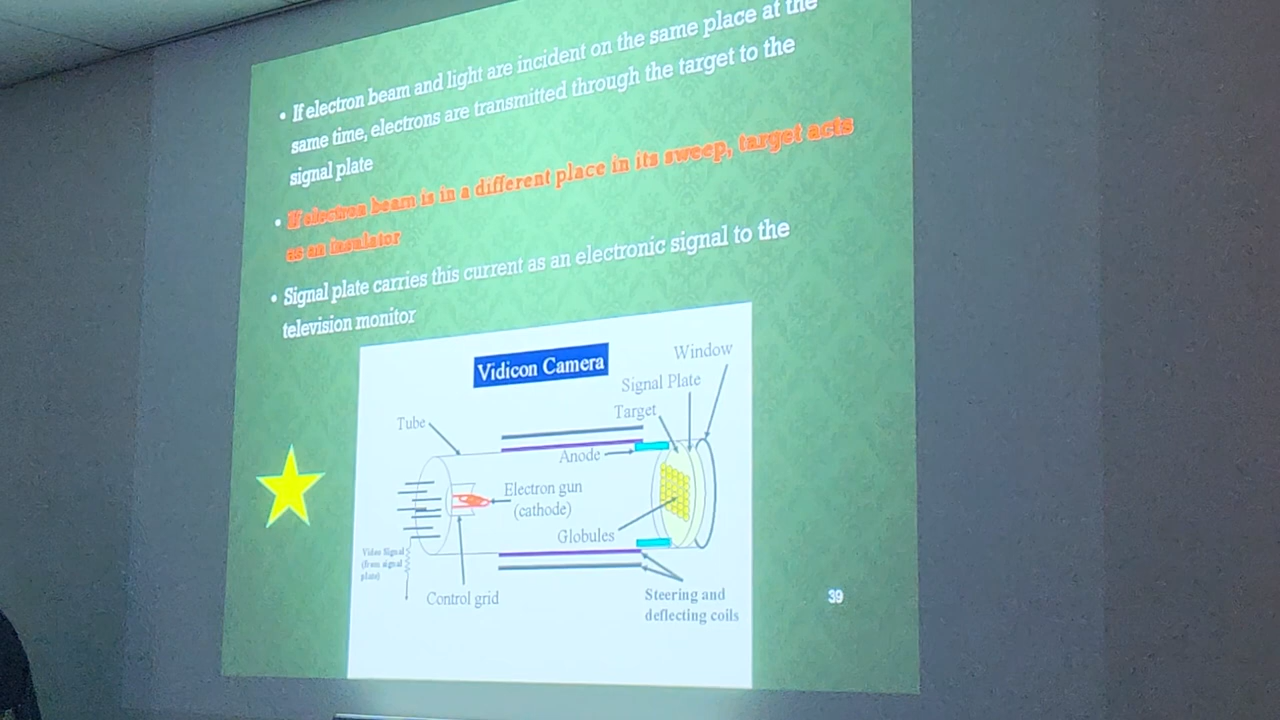 • If electron beam and light are incident on the same place at the
same time, electrons are transmitted through the target to the
signal plate
• If electron beam is in a different place in its sweep, target acts
as an insulator
• Signal plate carries this current as an electronic signal to the
television monitor
Vidicon Camera
Window
Signal Plate
Target
Tube
Anode
Electron gun
(cathode)
Globules
Video Signal
(from signal
plate)
Control grid
Steering and
deflecting coils
39